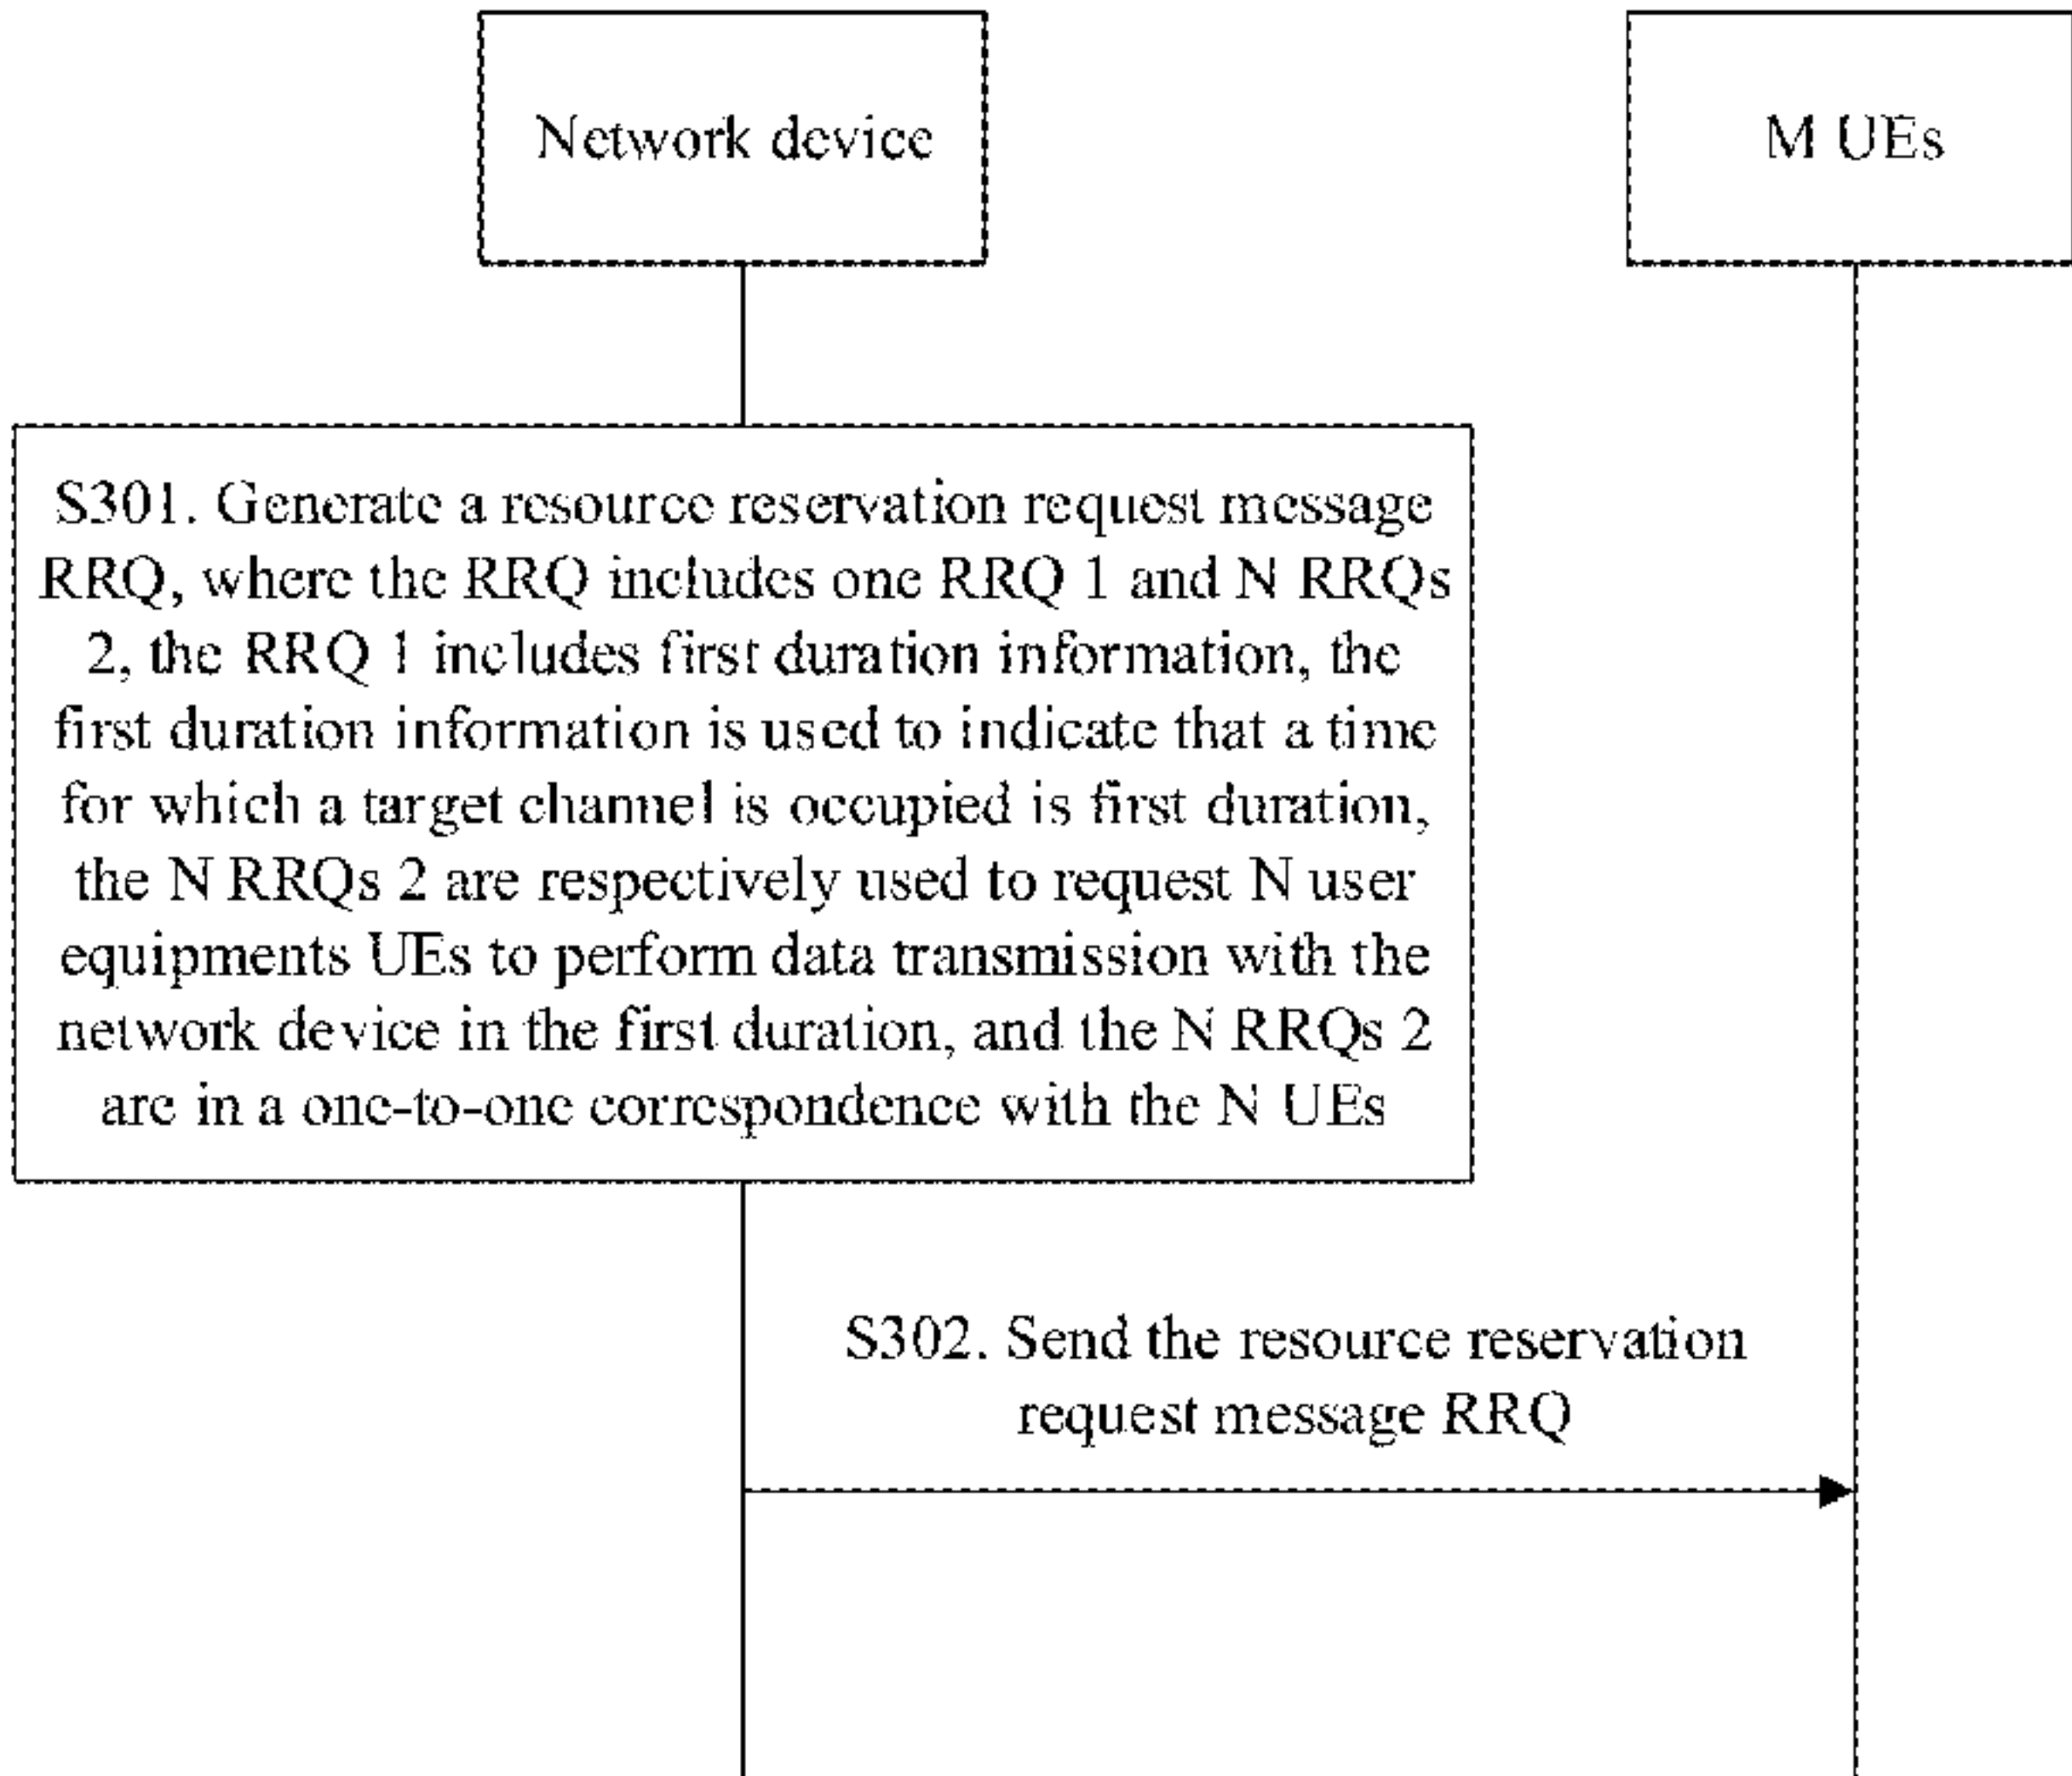 Network device
M UEs
S301. Generate a resource reservation request message
RRQ, where the RRQ includes one RRQ 1 and N RRQs
2, the RRQ 1 includes first duration information, the
first duration information is used to indicate that a time
for which a target channel is occupied is first duration,
the N RRQs 2 are respectively used to request N user
equipments UEs to perform data transmission with the
network device in the first duration, and the N RRQs 2
are in a one-to-one correspondence with the N UEs
S302. Send the resource reservation
request message RRQ